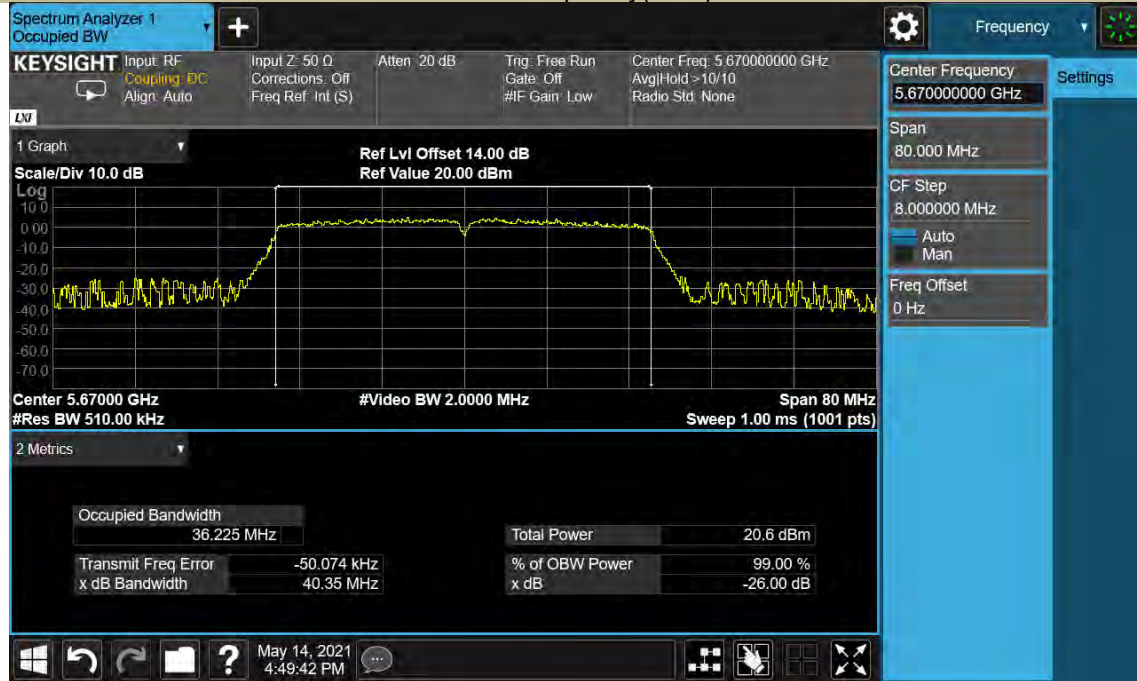 Spectrum Analyzer 1
Occupied BW
Frequency
KEYSIGHT
Input: RF
Coupling: DC
Align: Auto
Input Z: 50 Ω
Corrections: Off
Freq Ref: Int (S)
Atten: 20 dB
Trig: Free Run
Gate: Off
#IF Gain: Low
Center Freq: 5.670000000 GHz
Avg|Hold >10/10
Radio Std: None
LXI
Center Frequency
5.670000000 GHz
Settings
Span
80.000 MHz
CF Step
8.000000 MHz
Auto
Man
Freq Offset
0 Hz
1 Graph
Scale/Div 10.0 dB
Ref Lvl Offset 14.00 dB
Ref Value 20.00 dBm
Log
10.0
0.00
-10.0
-20.0
-30.0
-40.0
-50.0
-60.0
-70.0
Center 5.67000 GHz
#Video BW 2.0000 MHz
Span 80 MHz
#Res BW 510.00 kHz
Sweep 1.00 ms (1001 pts)
2 Metrics
Occupied Bandwidth
36.225 MHz
Total Power 20.6 dBm
Transmit Freq Error -50.074 kHz
% of OBW Power 99.00 %
x dB Bandwidth 40.35 MHz
x dB -26.00 dB
May 14, 2021
4:49:42 PM